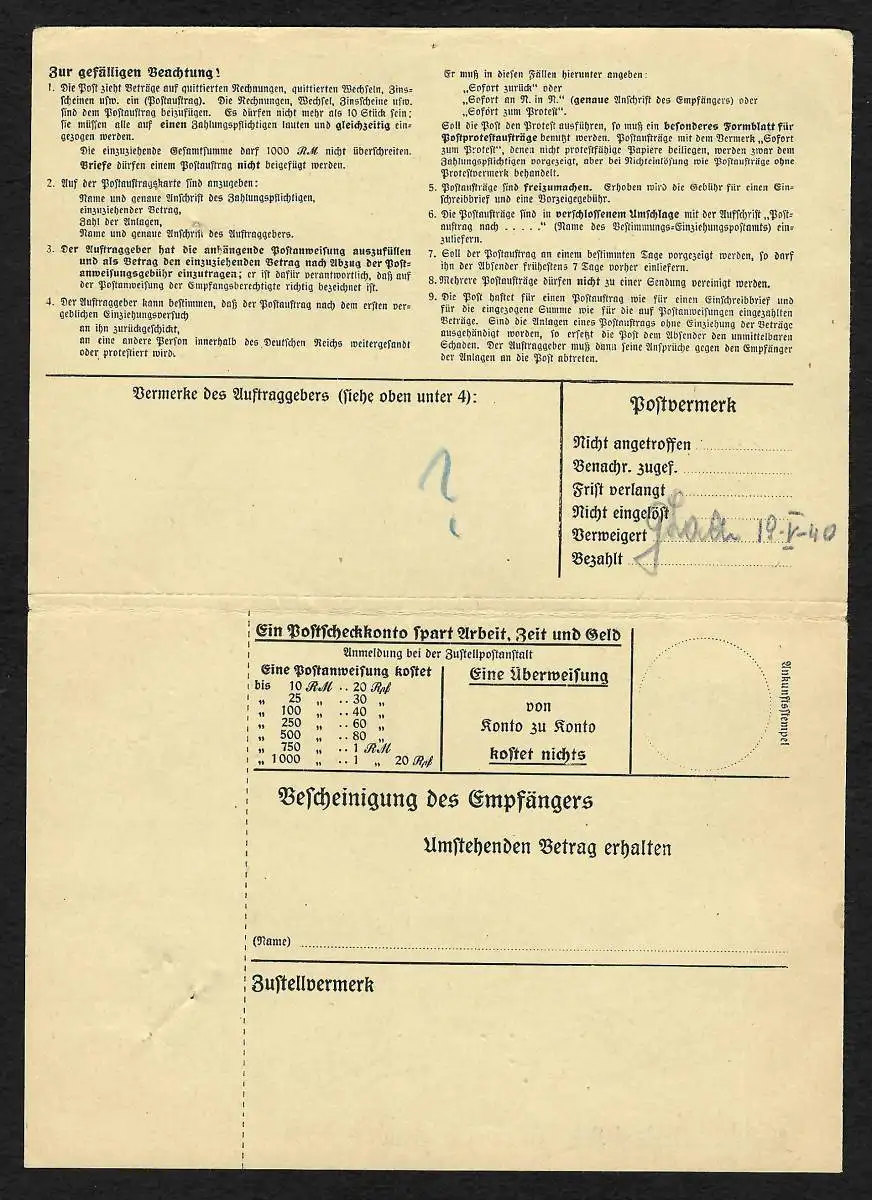 Zur gefälligen Beachtung!
1. Die Post zieht Beträge auf quittierten Rechnungen, quittierten Wechseln, Zins-
scheinen usw. ein (Postauftrag). Die Rechnungen, Wechsel, Zinsscheine usw.
sind dem Postauftrag beizufügen. Es dürfen nicht mehr als 10 Stück sein;
sie müssen alle auf einen Zahlungspflichtigen lauten und gleichzeitig ein-
gezogen werden.
Die einzuziehende Gesamtsumme darf 1000 RM nicht überschreiten.
Briefe dürfen einem Postauftrag nicht beigefügt werden.
2. Auf der Postauftragskarte sind anzugeben:
Name und genaue Anschrift des Zahlungspflichtigen,
einzuziehender Betrag,
Zahl der Anlagen,
Name und genaue Anschrift des Auftraggebers.
3. Der Auftraggeber hat die anhängende Postanweisung auszufüllen
und als Betrag den einzuziehenden Betrag nach Abzug der Post-
anweisungsgebühr einzutragen; er ist dafür verantwortlich, daß auf
der Postanweisung der Empfangsberechtigte richtig bezeichnet ist.
4. Der Auftraggeber kann bestimmen, daß der Postauftrag nach dem ersten ver-
geblichen Einziehungsversuch
an ihn zurückgeschickt,
an eine andere Person innerhalb des Deutschen Reichs weitergesandt
oder protestiert wird.
Er muß in diesen Fällen hierunter angeben:
„Sofort zurück" oder
„Sofort an N. in N." (genaue Anschrift des Empfängers) oder
„Sofort zum Protest".
Soll die Post den Protest ausführen, so muß ein besonderes Formblatt für
Postprotestaufträge benutzt werden. Postaufträge mit dem Vermerk „Sofort
zum Protest", denen nicht protestfähige Papiere beiliegen, werden zwar dem
Zahlungspflichtigen vorgezeigt, aber bei Nichteinlösung wie Postaufträge ohne
Protestvermerk behandelt.
5. Postaufträge sind freizumachen. Erhoben wird die Gebühr für einen Ein-
schreibbrief und eine Vorzeigegebühr.
6. Die Postaufträge sind in verschlossenem Umschlage mit der Aufschrift „Post-
auftrag nach . . . . ." (Name des Bestimmungs-Einziehungspostamts) ein-
zuliefern.
7. Soll der Postauftrag an einem bestimmten Tage vorgezeigt werden, so darf
ihn der Absender frühestens 7 Tage vorher einliefern.
8. Mehrere Postaufträge dürfen nicht zu einer Sendung vereinigt werden.
9. Die Post haftet für einen Postauftrag wie für einen Einschreibbrief und
für die eingezogene Summe wie für die auf Postanweisungen eingezahlten
Beträge. Sind die Anlagen eines Postauftrags ohne Einziehung der Beträge
ausgehändigt worden, so ersetzt die Post dem Absender den unmittelbaren
Schaden. Der Auftraggeber muß dann seine Ansprüche gegen den Empfänger
der Anlagen an die Post abtreten.
Vermerke des Auftraggebers (siehe oben unter 4):
Postvermerk
Nicht angetroffen
Benachr. zugef.
Frist verlangt
Nicht eingelöst
Verweigert 19.V-40
Bezahlt
Ein Postscheckkonto spart Arbeit, Zeit und Geld
Anmeldung bei der Zustellpostanstalt
Eine Postanweisung kostet
bis 10 RM . . 20 Rpf
„ 25 „ . . 30 „
„ 100 „ . . 40 „
„ 250 „ . . 60 „
„ 500 „ . . 80 „
„ 750 „ . . 1 RM
„ 1000 „ . . 1 „ 20 Rpf
Eine Überweisung
von
Konto zu Konto
kostet nichts
Ankunftsstempel
Bescheinigung des Empfängers
Umstehenden Betrag erhalten
(Name)
Zustellvermerk